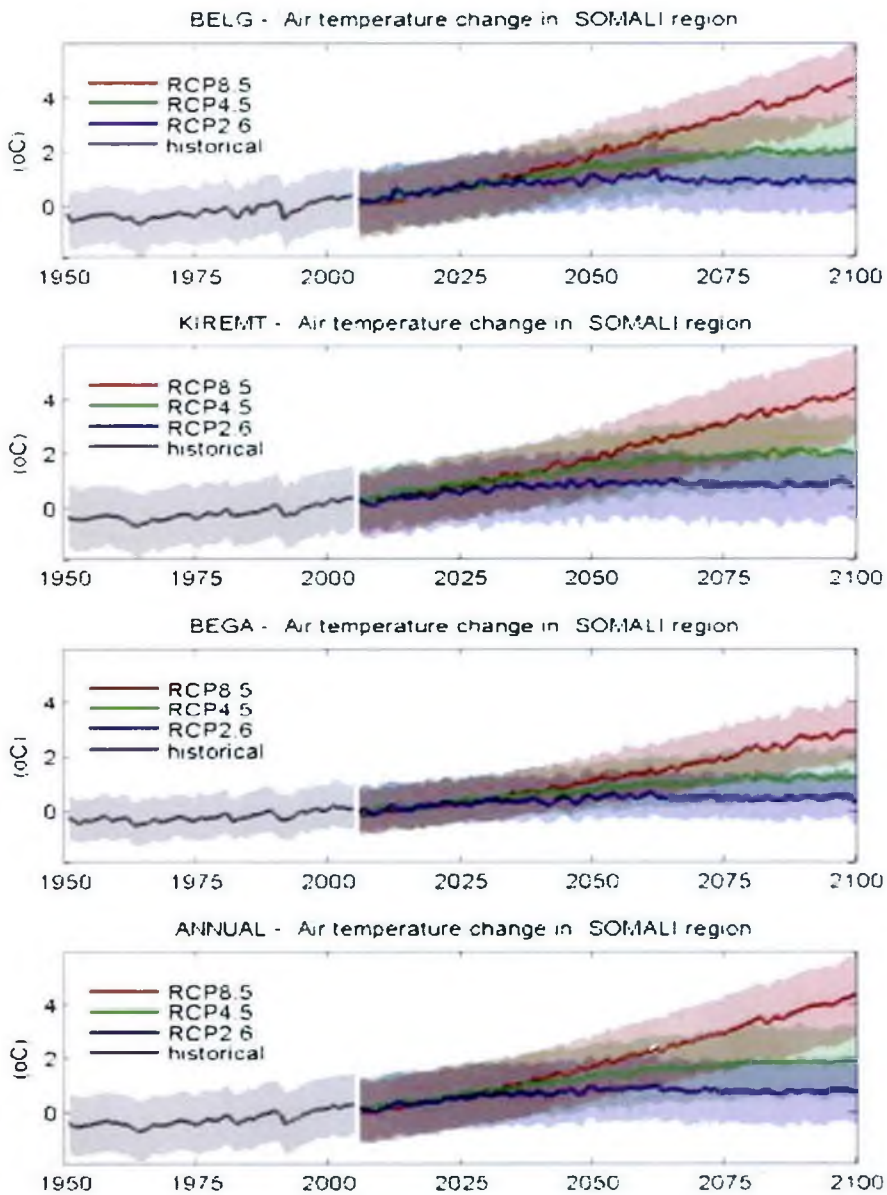 BELG - Air temperature change in SOMALI region
RCP8.5
RCP4.5
RCP2.6
historical
(oC)
4
2
0
1950 1975 2000 2025 2050 2075 2100
KIREMT - Air temperature change in SOMALI region
RCP8.5
RCP4.5
RCP2.6
historical
(oC)
4
2
0
1950 1975 2000 2025 2050 2075 2100
BEGA - Air temperature change in SOMALI region
RCP8.5
RCP4.5
RCP2.6
historical
(oC)
4
2
0
1950 1975 2000 2025 2050 2075 2100
ANNUAL - Air temperature change in SOMALI region
RCP8.5
RCP4.5
RCP2.6
historical
(oC)
4
2
0
1950 1975 2000 2025 2050 2075 2100